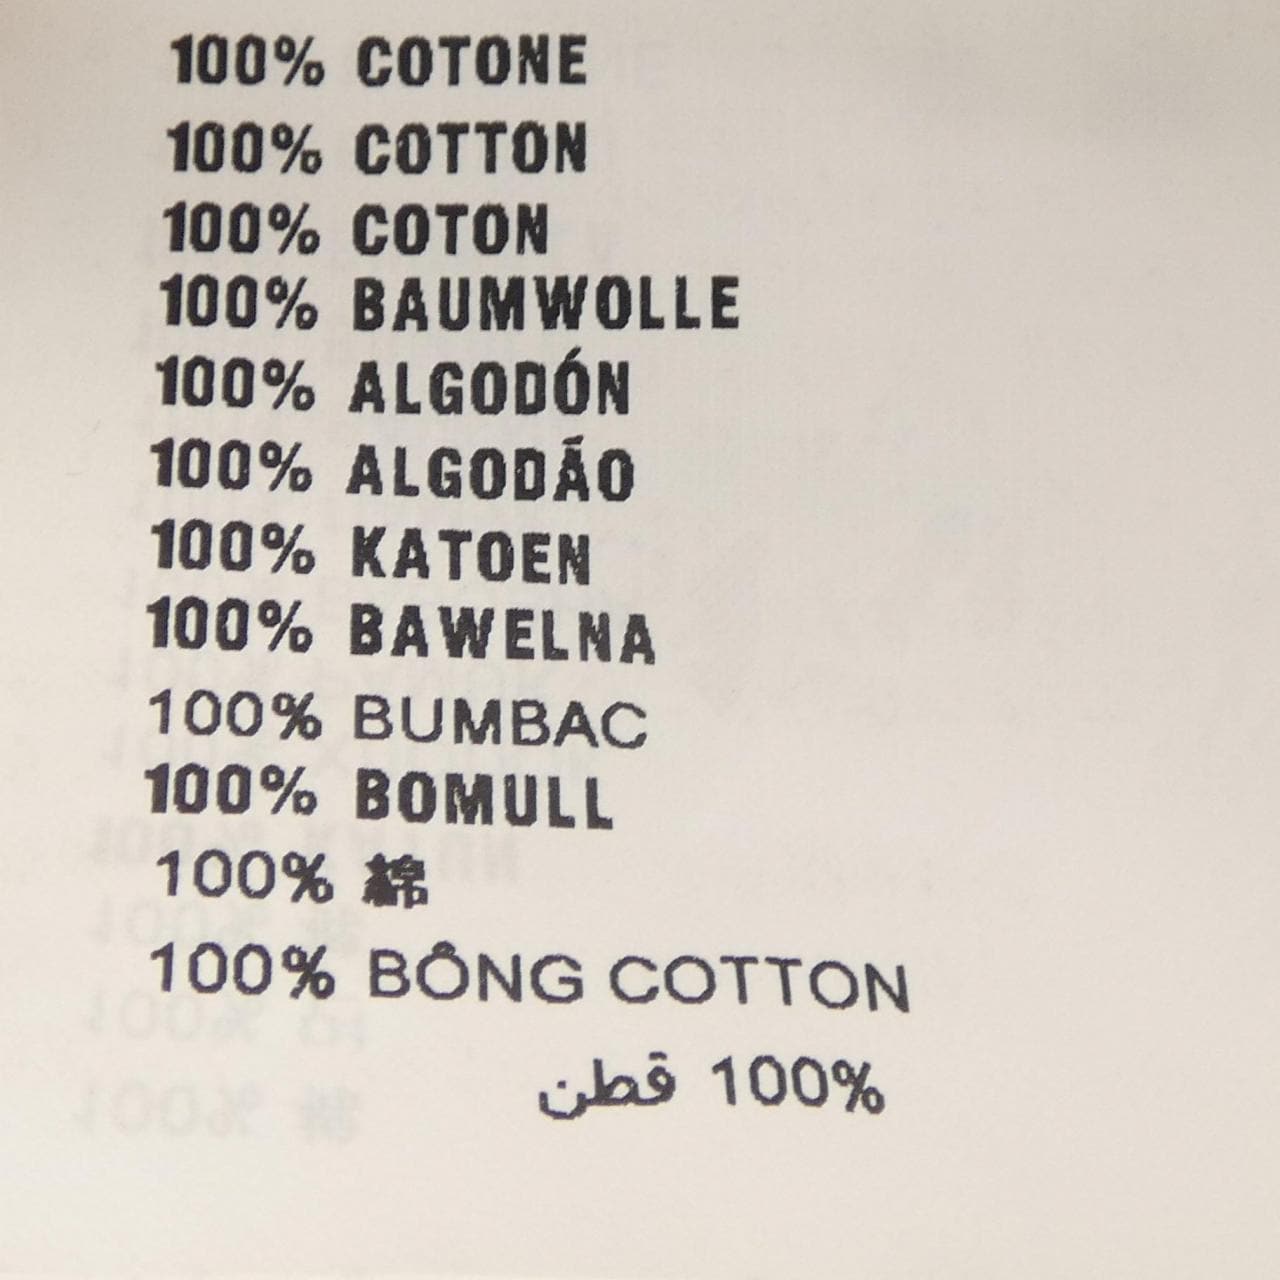 100% COTONE
100% COTTON
100% COTON
100% BAUMWOLLE
100% ALGODÓN
100% ALGODÃO
100% KATOEN
100% BAWELNA
100% BUMBAC
100% BOMULL
100% 綿
100% BÔNG COTTON
100% قطن